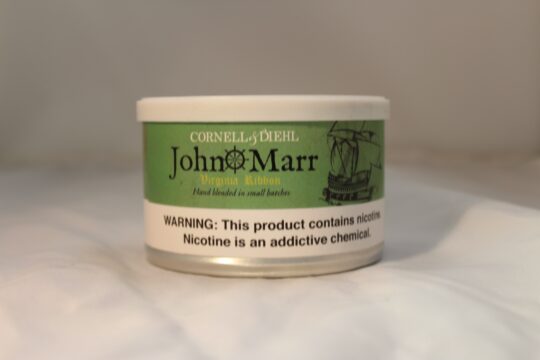 CORNELL & DIEHL
John Marr
Virginia Ribbon
Hand blended in small batches
WARNING: This product contains nicotine
Nicotine is an addictive chemical.